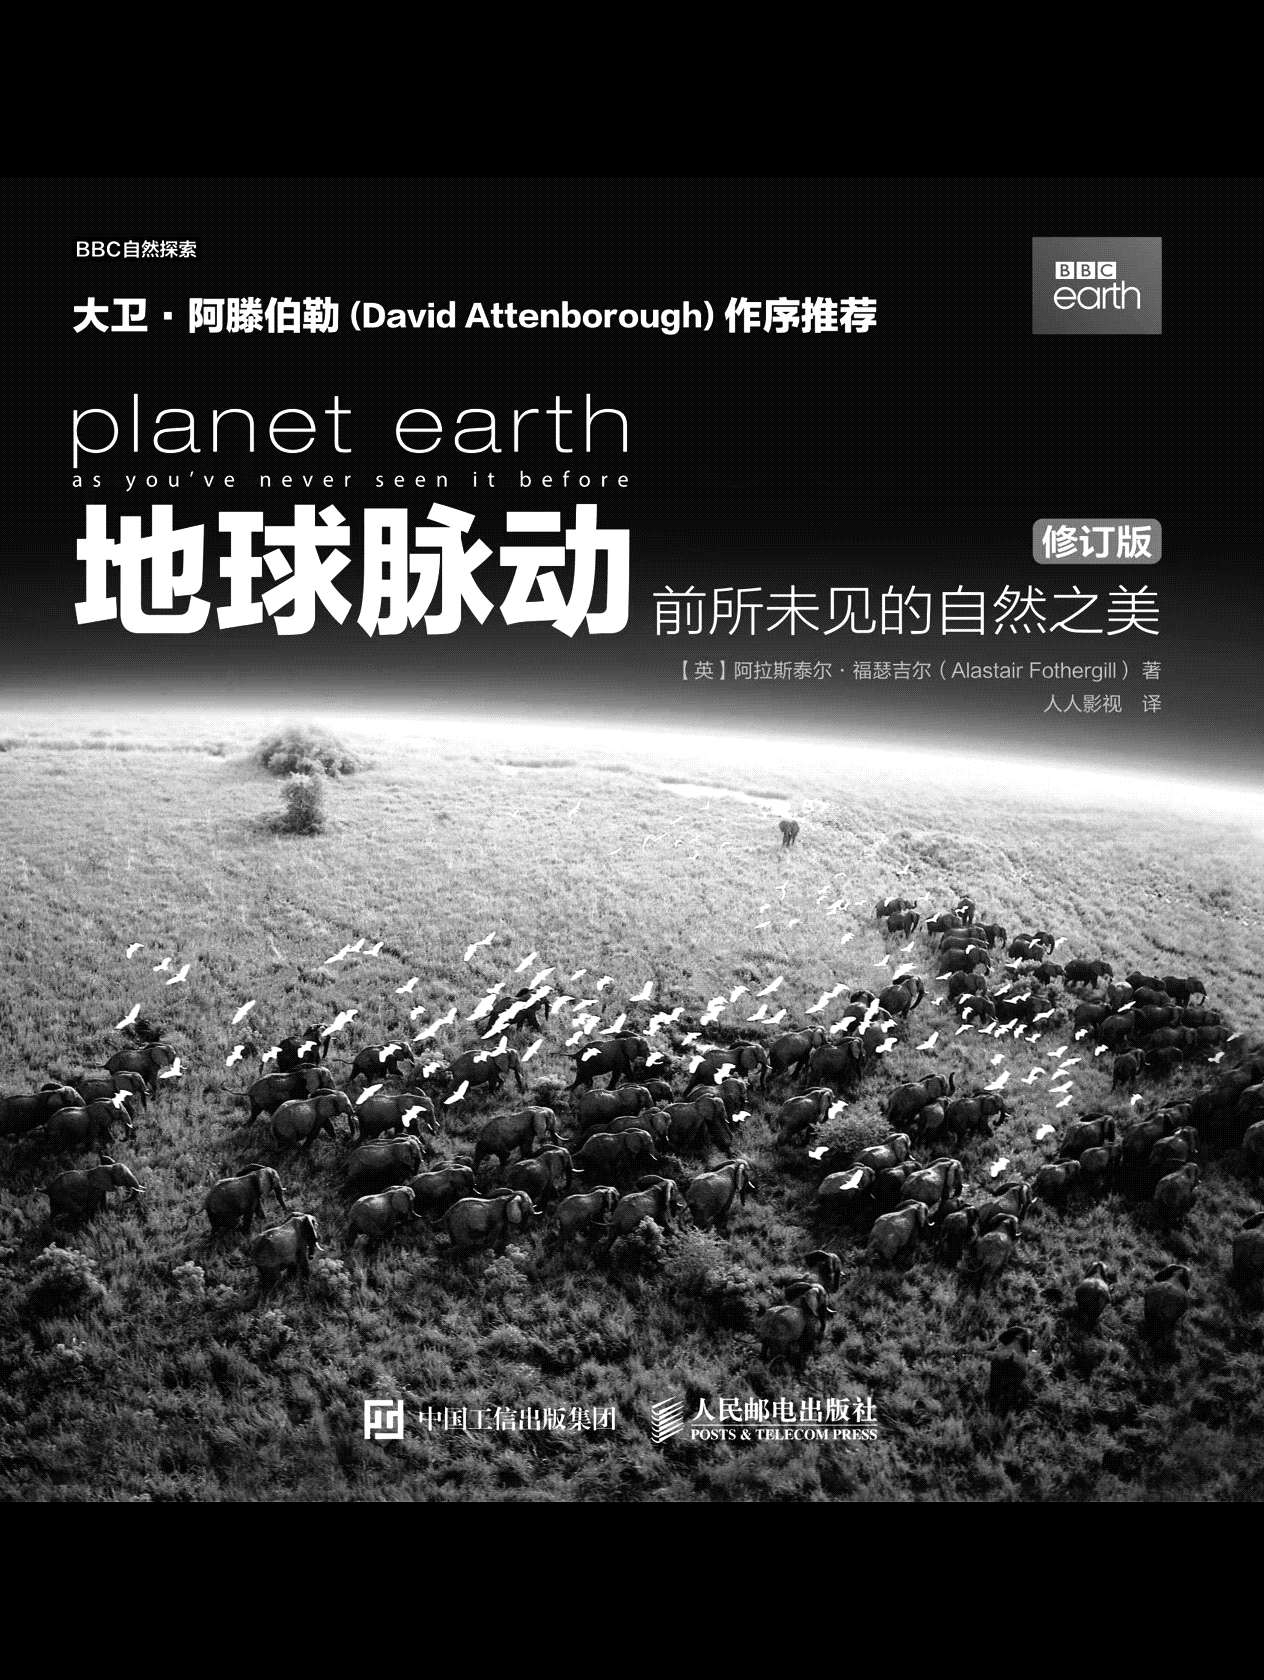 BBC自然探索
BBC
earth
大卫·阿滕伯勒 (David Attenborough) 作序推荐
planet earth
as you've never seen it before
地球脉动
修订版
前所未见的自然之美
【英】阿拉斯泰尔·福瑟吉尔（Alastair Fothergill）著
人人影视 译
中国工信出版集团
人民邮电出版社
POSTS & TELECOM PRESS